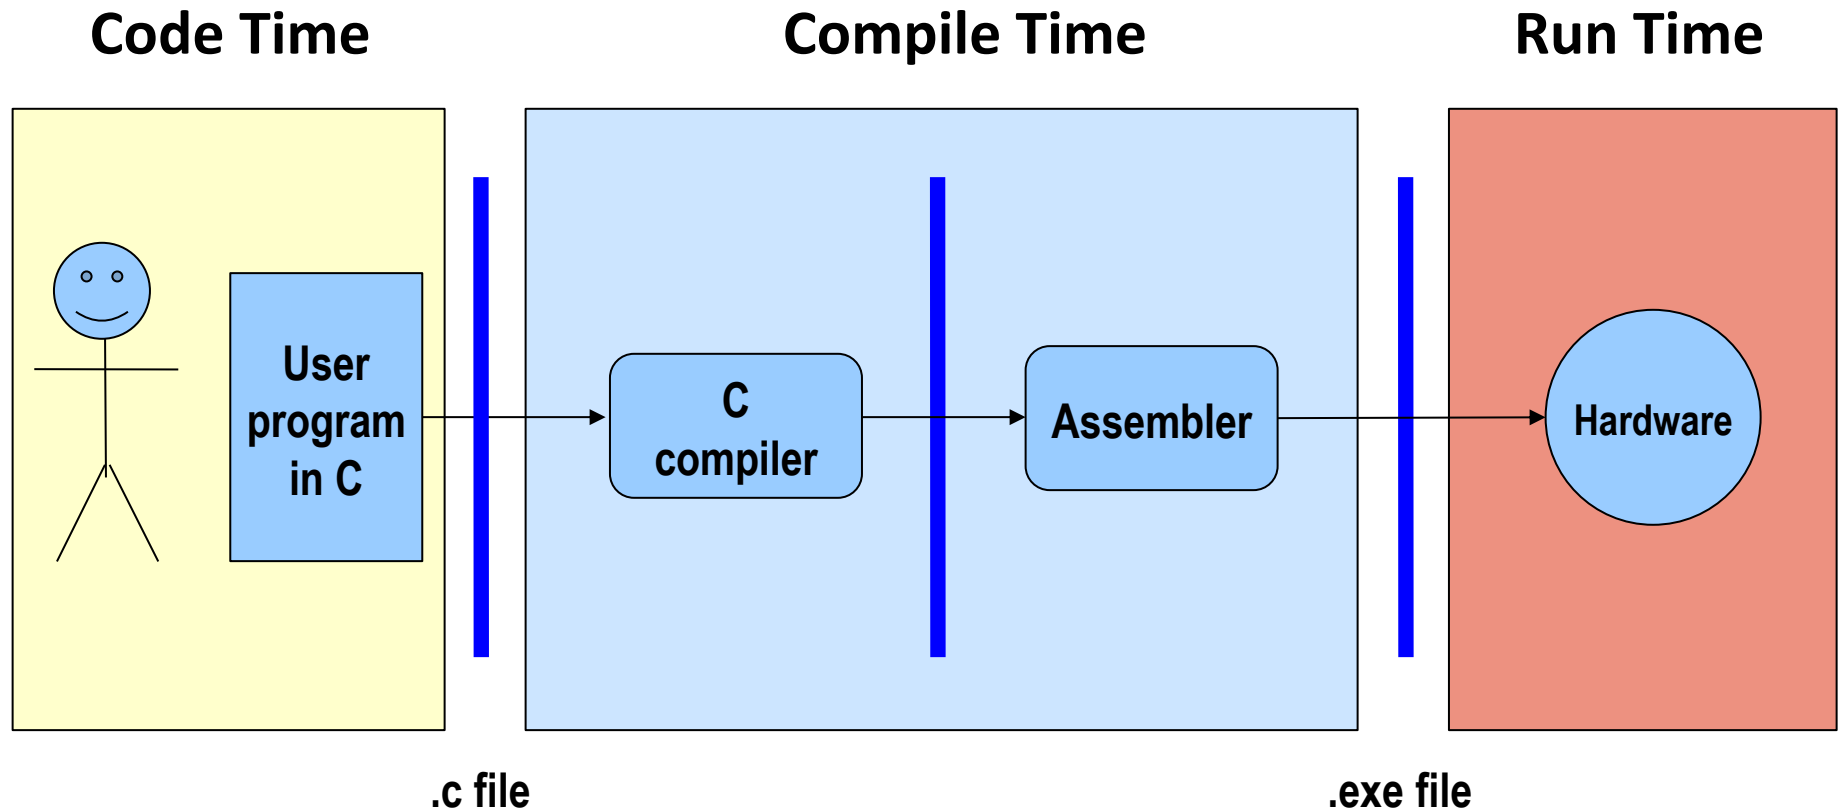 Code Time
Compile Time
Run Time
User
program
in C
C
compiler
Assembler
Hardware
.c file
.exe file